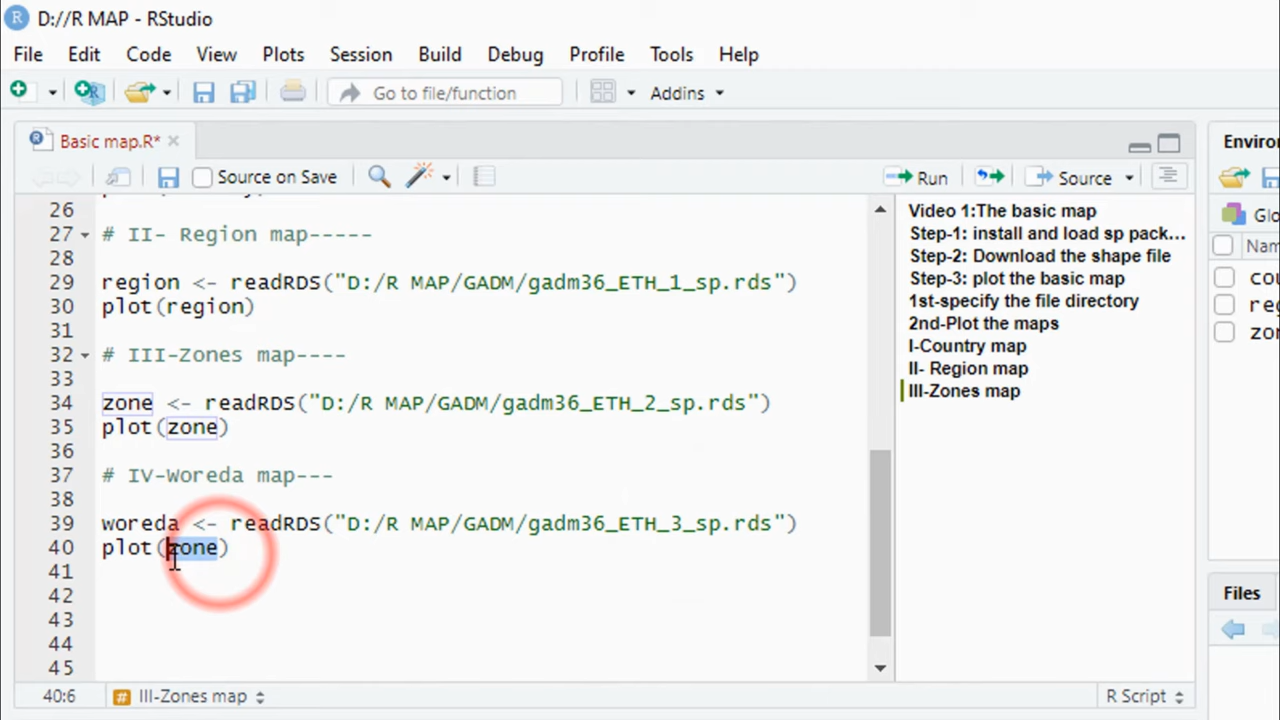 D://R MAP - RStudio
File Edit Code View Plots Session Build Debug Profile Tools Help
Go to file/function Addins
Basic map.R*
Source on Save Run Source
26
27 # II- Region map-----
28
29 region <- readRDS("D:/R MAP/GADM/gadm36_ETH_1_sp.rds")
30 plot(region)
31
32 # III-Zones map----
33
34 zone <- readRDS("D:/R MAP/GADM/gadm36_ETH_2_sp.rds")
35 plot(zone)
36
37 # IV-Woreda map---
38
39 woreda <- readRDS("D:/R MAP/GADM/gadm36_ETH_3_sp.rds")
40 plot(zone)
41
42
43
44
45
40:6 III-Zones map R Script
Video 1:The basic map
Step-1: install and load sp pack...
Step-2: Download the shape file
Step-3: plot the basic map
1st-specify the file directory
2nd-Plot the maps
I-Country map
II- Region map
III-Zones map
Environ
Glo
Nam
cou
reg
zon
Files